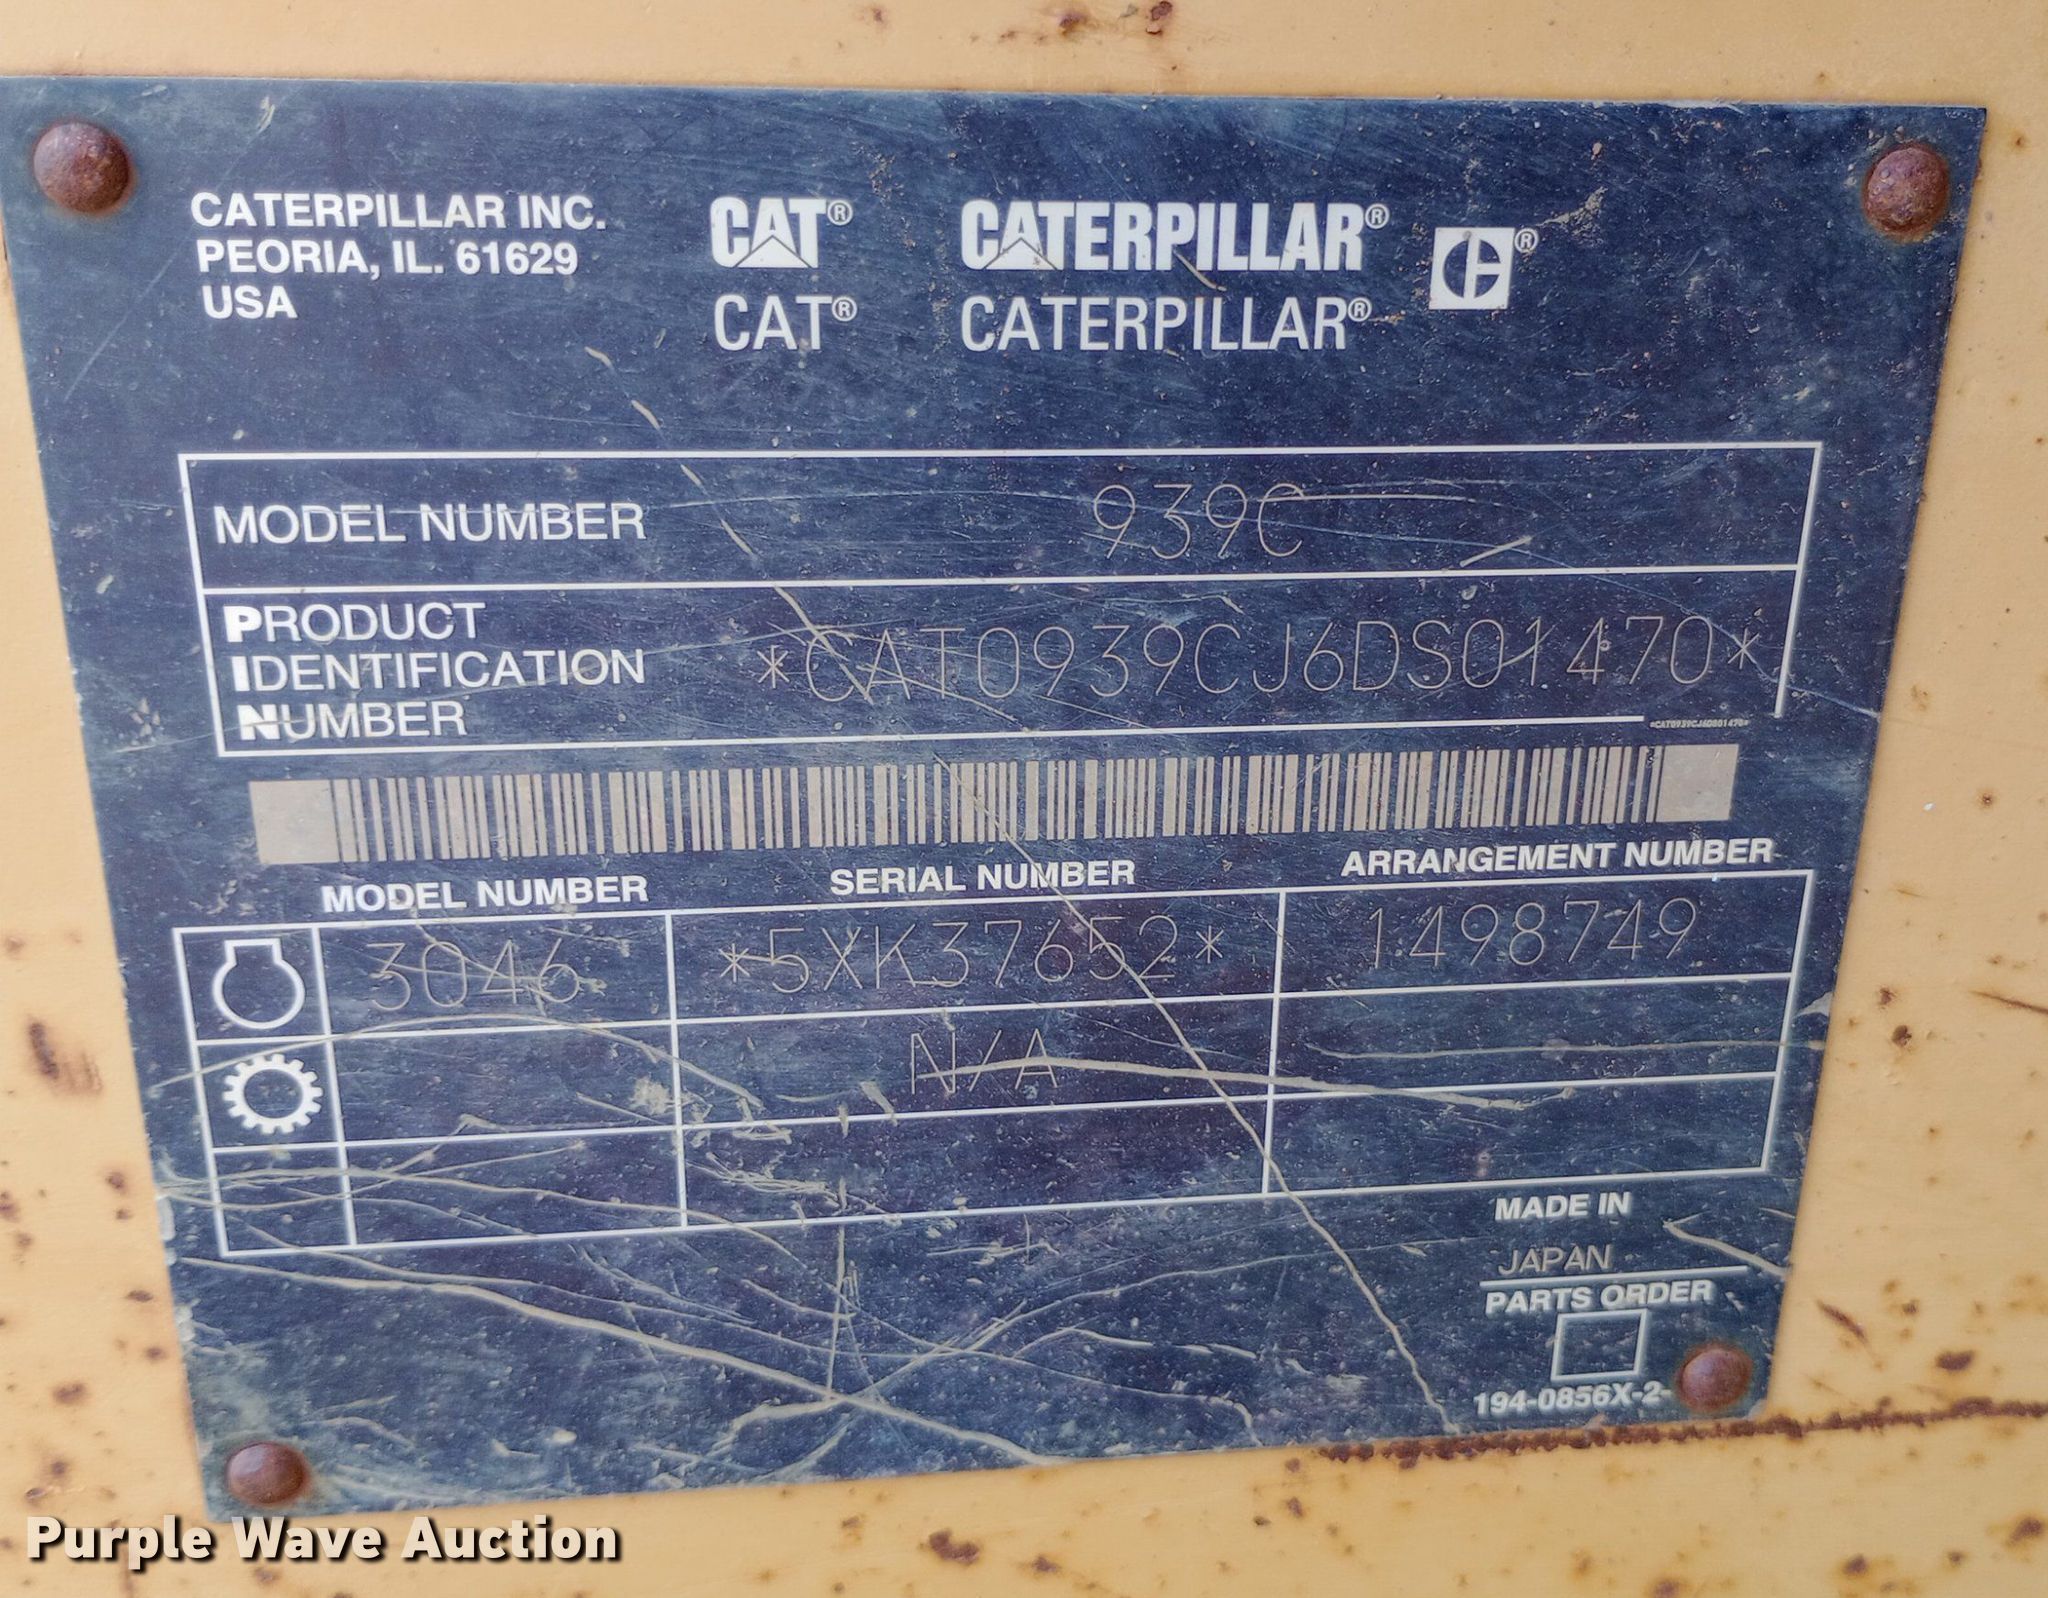 CATERPILLAR INC.
PEORIA, IL. 61629
USA
CAT® CATERPILLAR® ®
CAT® CATERPILLAR®
MODEL NUMBER 939C
PRODUCT
IDENTIFICATION
NUMBER
*CAT0939CJ6DS01470*
*CAT0939CJ6DS01470*
MODEL NUMBER SERIAL NUMBER ARRANGEMENT NUMBER
3046 *5XK37652* 1498749
N/A
MADE IN
JAPAN
PARTS ORDER
194-0856X-2-
Purple Wave Auction